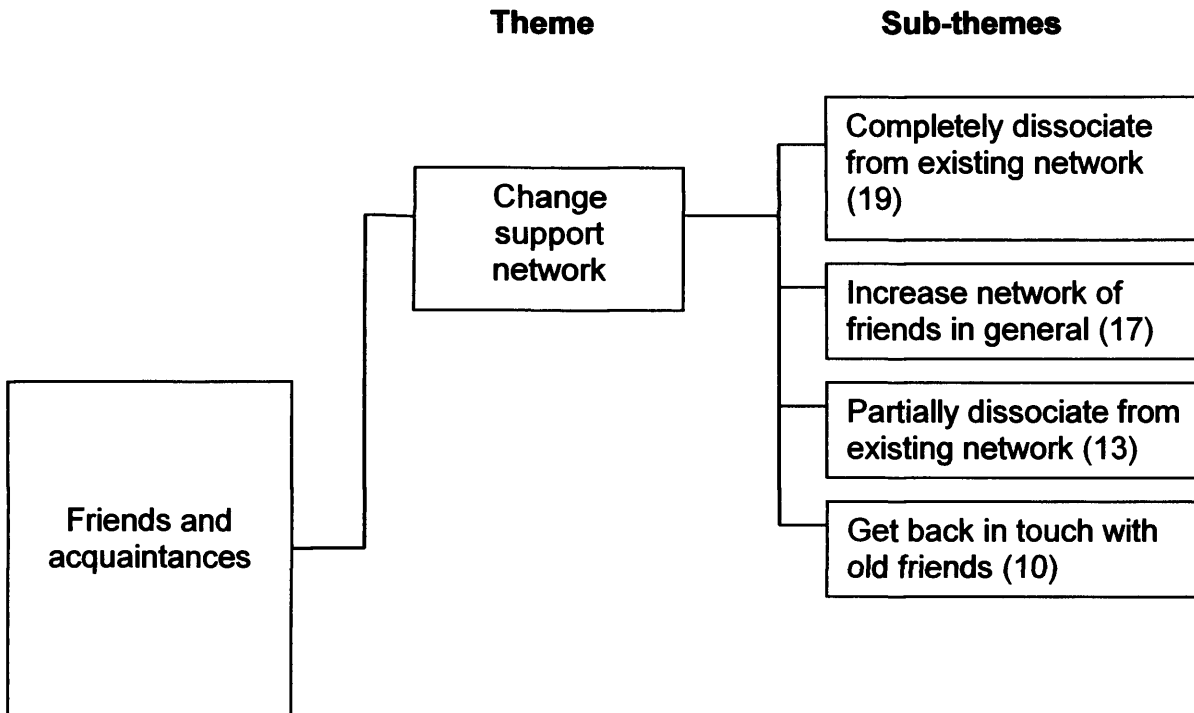 Theme
Sub-themes
Completely dissociate
from existing network
(19)
Change
support
network
Increase network of
friends in general (17)
Partially dissociate from
existing network (13)
Friends and
acquaintances
Get back in touch with
old friends (10)